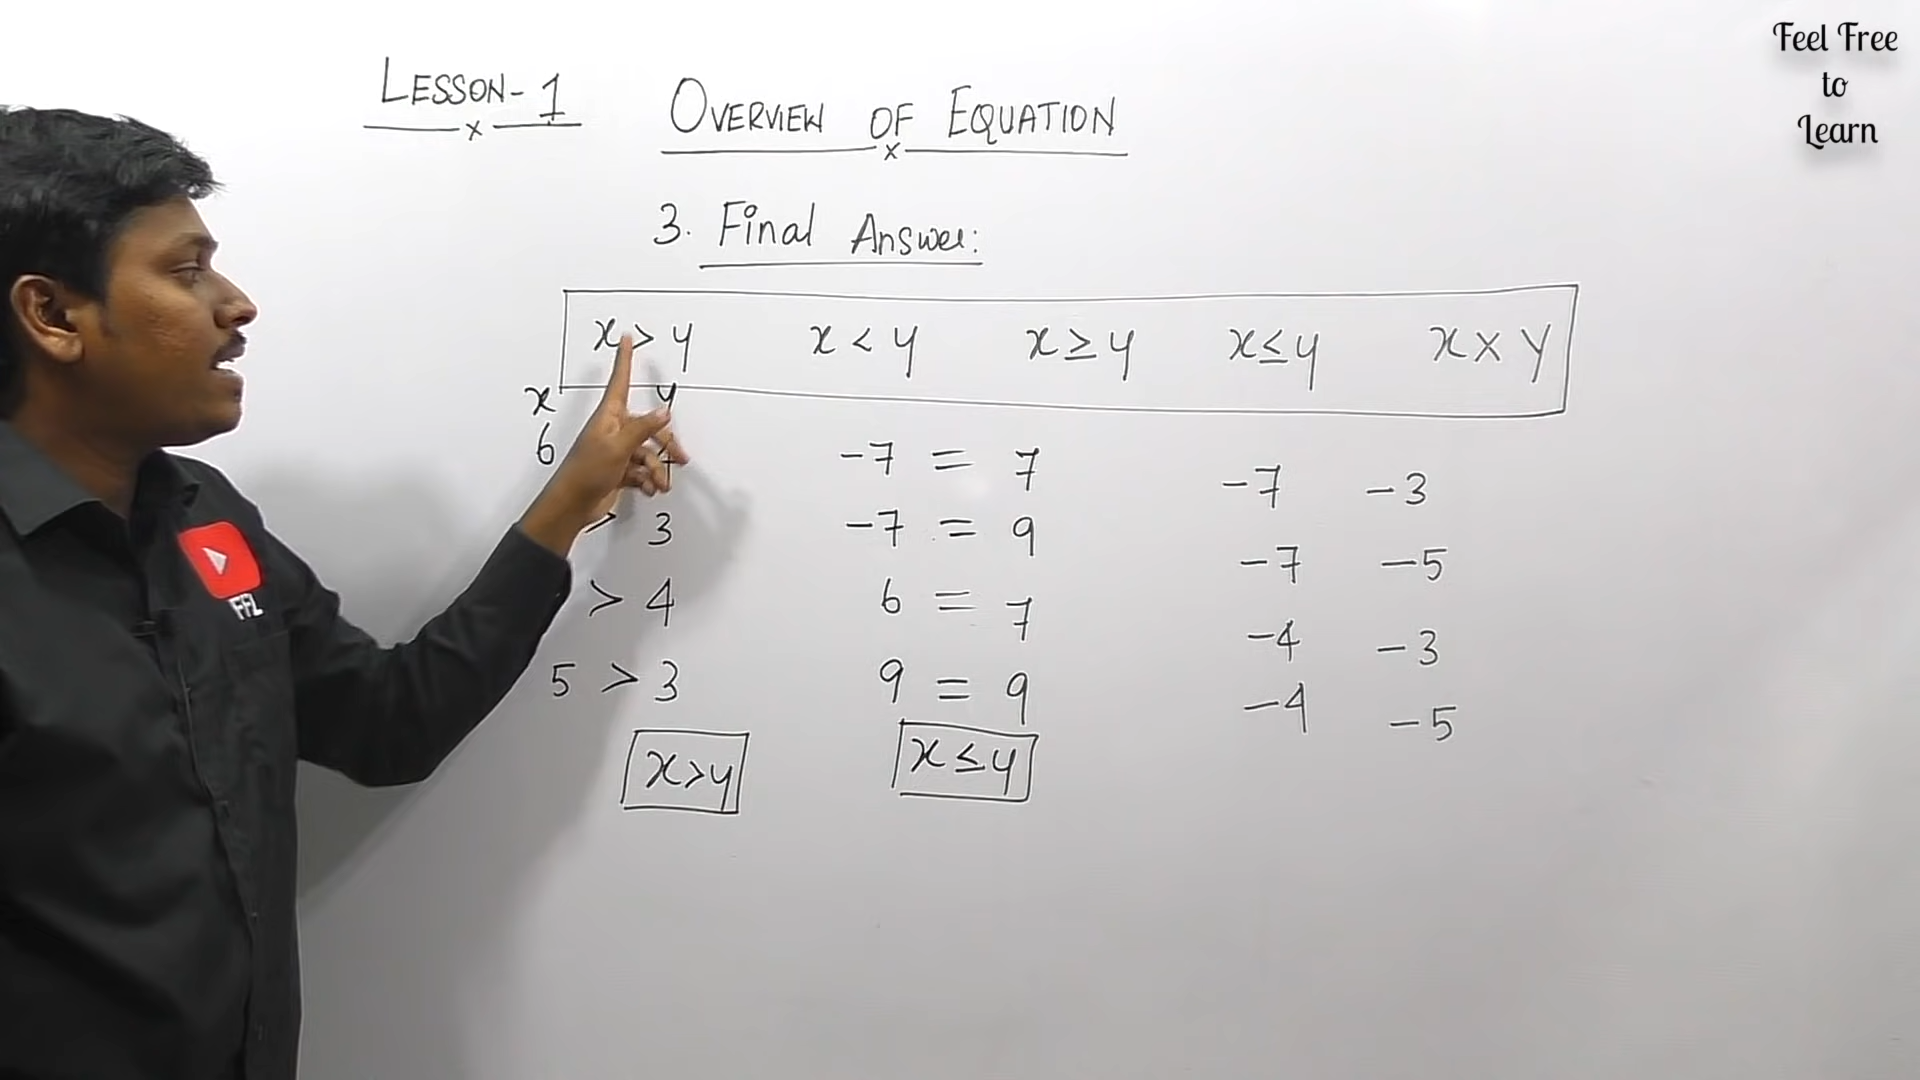 Feel Free
to
Learn
LESSON-1
OVERVIEW OF EQUATION
3. Final Answer:
x > y x < y x ≥ y x ≤ y x x y
x y
6
> 3
> 4
5 > 3
x>y
-7 = 7
-7 = 9
6 = 7
9 = 9
x≤y
-7 -3
-7 -5
-4 -3
-4 -5
FFL